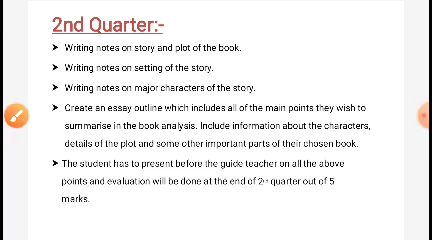 2nd Quarter:-
➤ Writing notes on story and plot of the book.
➤ Writing notes on setting of the story.
➤ Writing notes on major characters of the story.
➤ Create an essay outline which includes all of the main points they wish to
summarise in the book analysis. Include information about the characters,
details of the plot and some other important parts of their chosen book.
➤ The student has to present before the guide teacher on all the above
points and evaluation will be done at the end of 2nd quarter out of 5
marks.